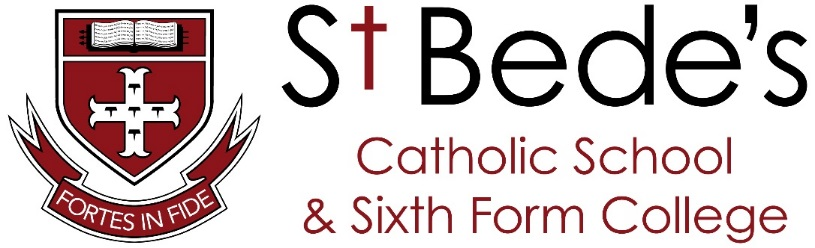 St Bede's
Catholic School
& Sixth Form College
FORTES IN FIDE